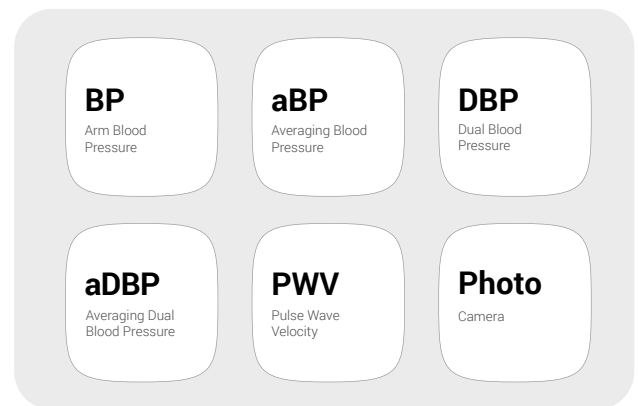 BP
Arm Blood
Pressure
aBP
Averaging Blood
Pressure
DBP
Dual Blood
Pressure
aDBP
Averaging Dual
Blood Pressure
PWV
Pulse Wave
Velocity
Photo
Camera